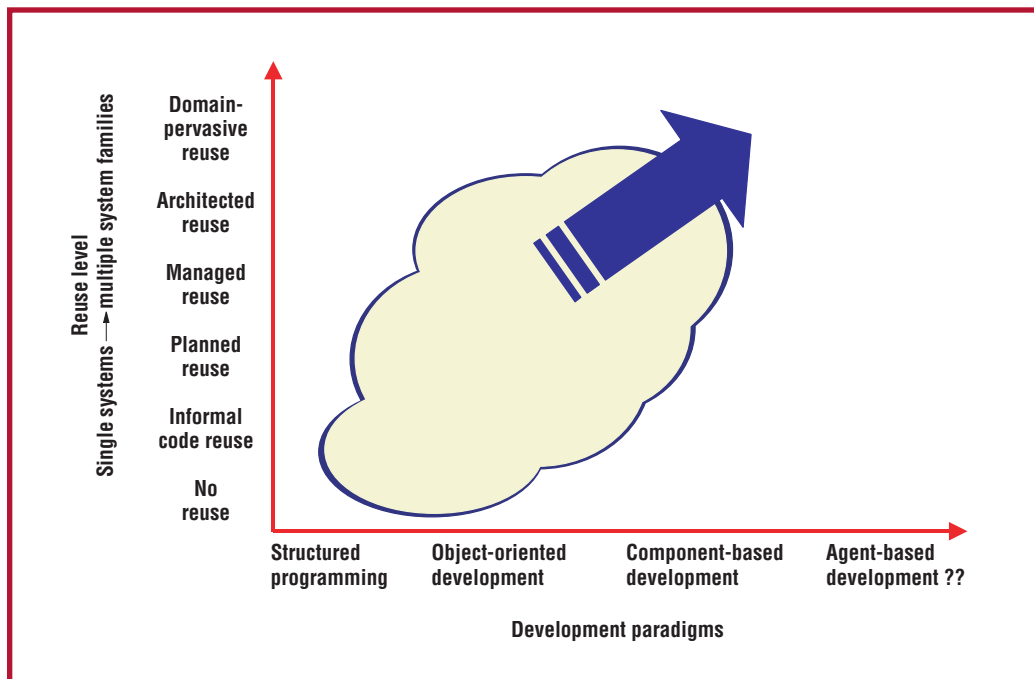 Domain-
pervasive
reuse
Architected
reuse
Managed
reuse
Planned
reuse
Informal
code reuse
No
reuse
Reuse level
Single systems → multiple system families
Structured
programming
Object-oriented
development
Component-based
development
Agent-based
development ??
Development paradigms